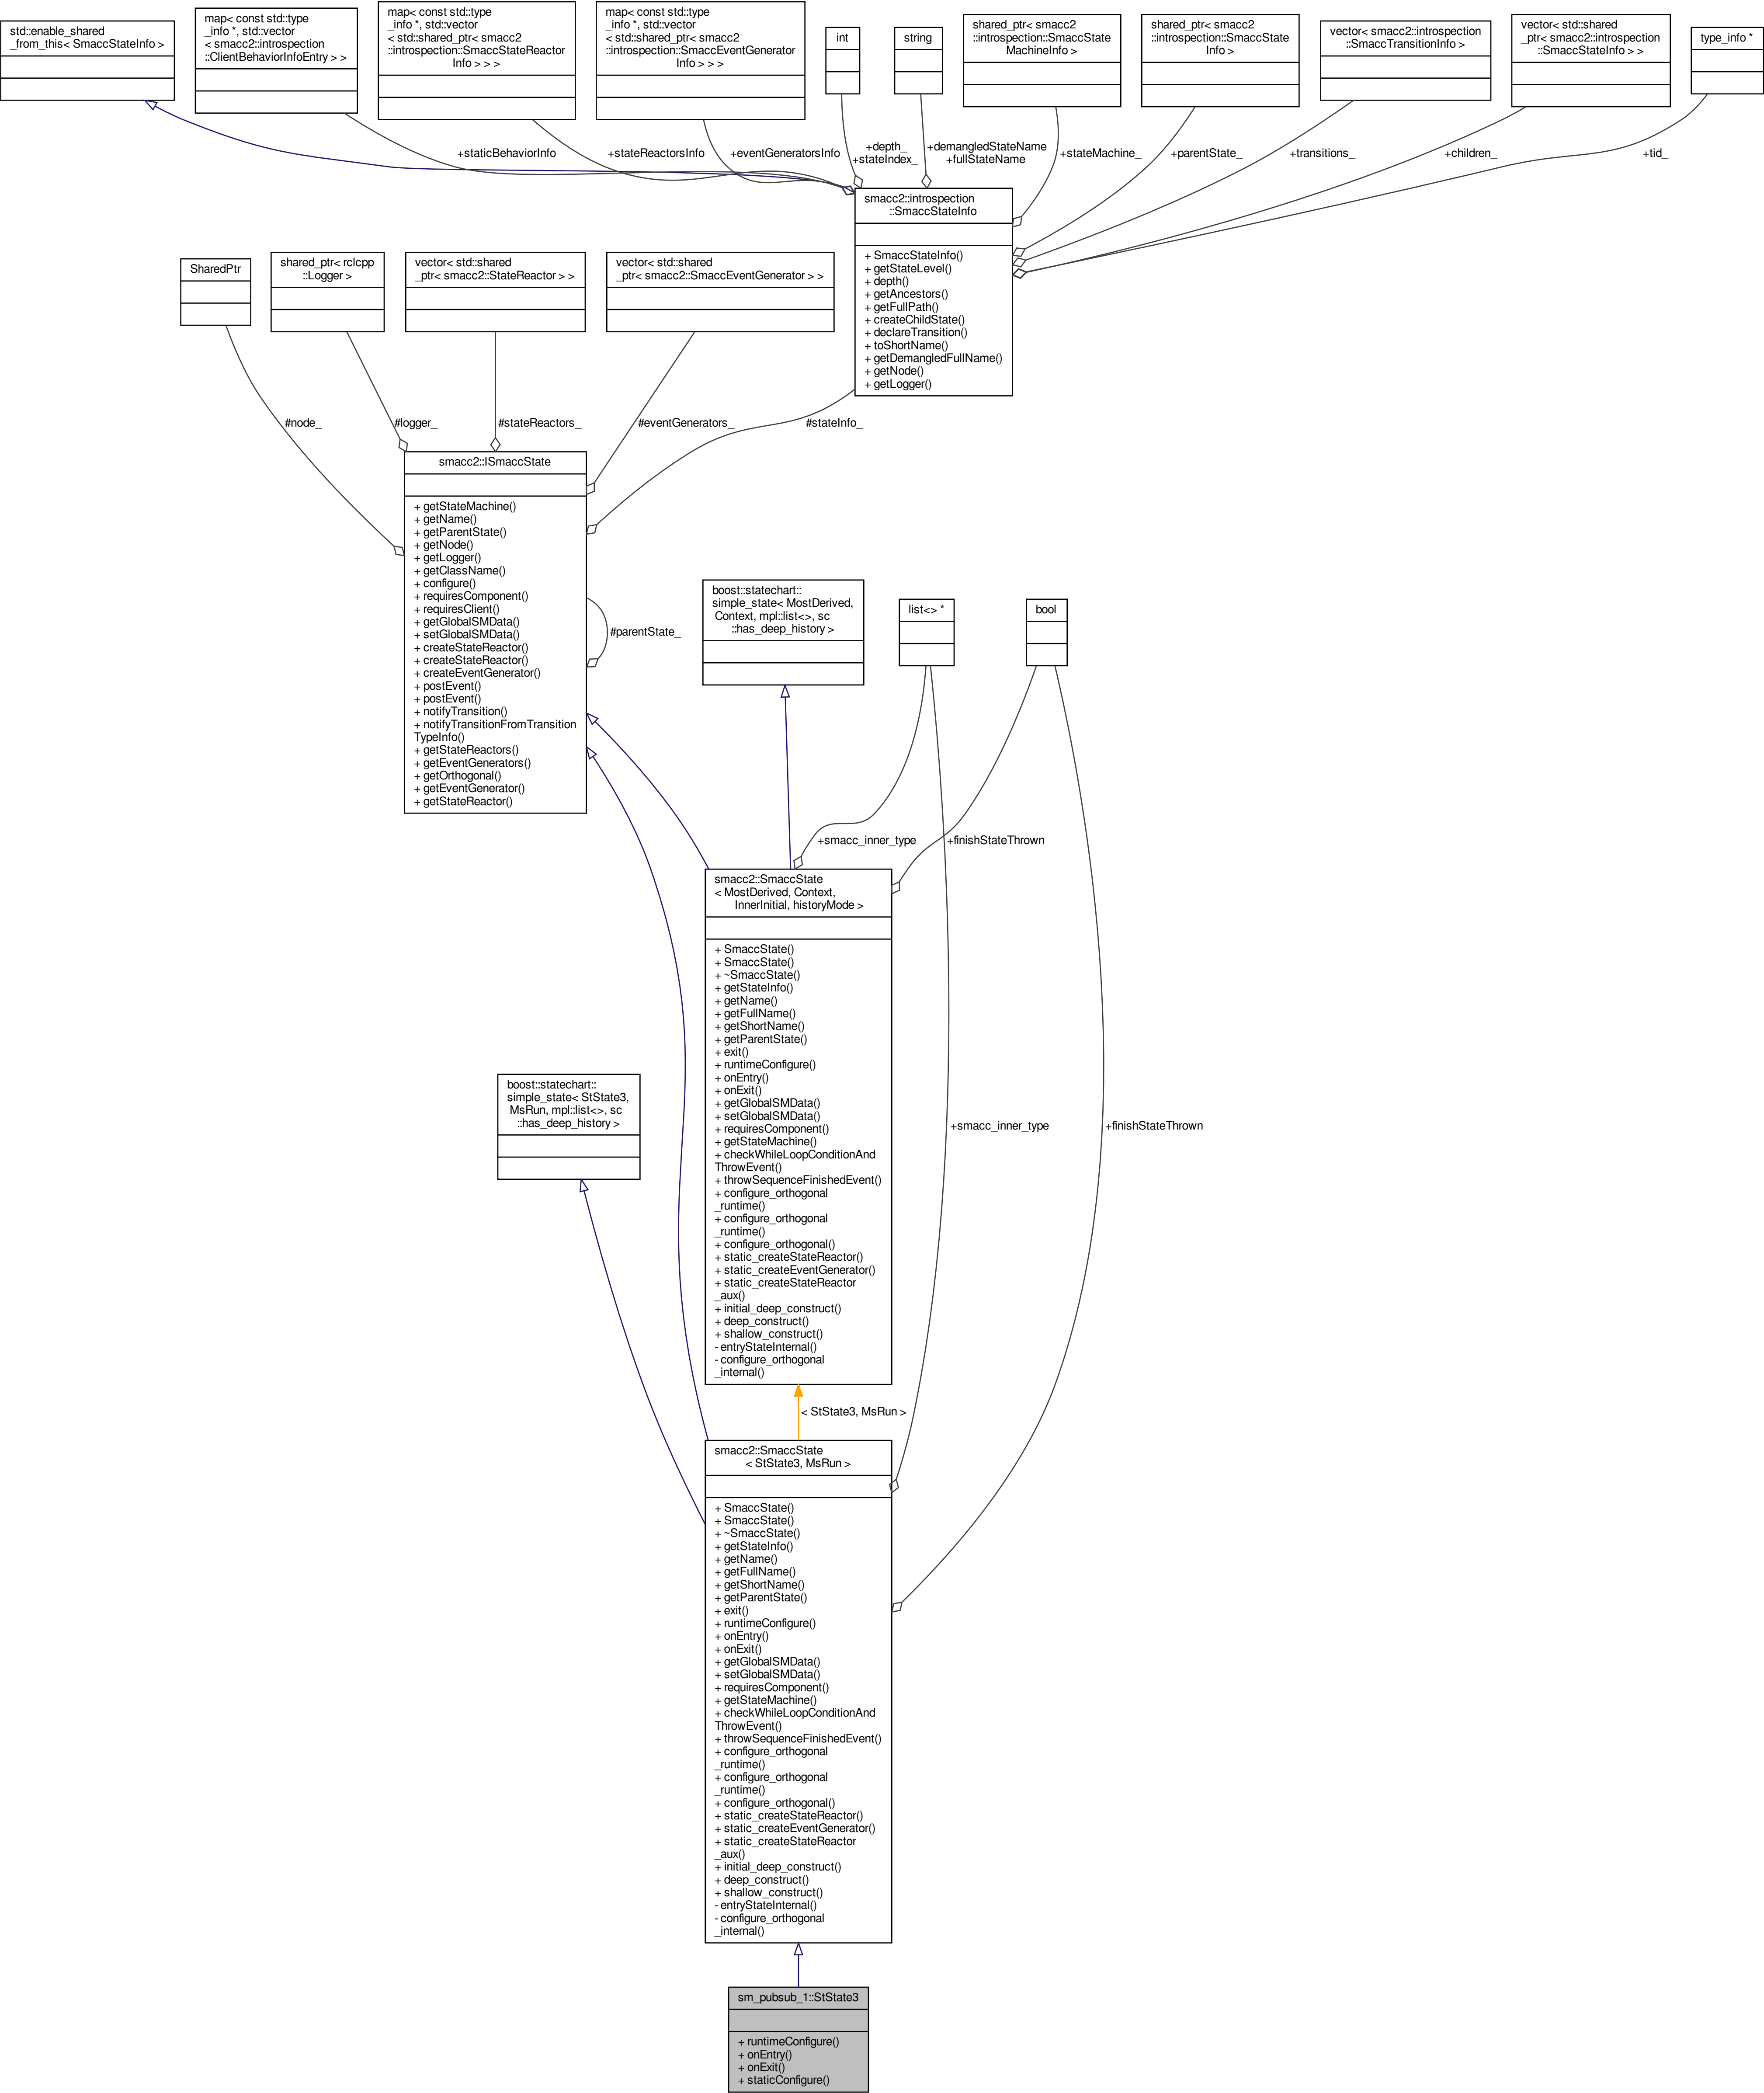 std::enable_shared
_from_this< SmaccStateInfo >
map< const std::type
_info *, std::vector
< smacc2::introspection
::ClientBehaviorInfoEntry > >
map< const std::type
_info *, std::vector
< std::shared_ptr< smacc2
::introspection::SmaccStateReactor
Info > > >
map< const std::type
_info *, std::vector
< std::shared_ptr< smacc2
::introspection::SmaccEventGenerator
Info > > >
int
string
shared_ptr< smacc2
::introspection::SmaccState
MachineInfo >
shared_ptr< smacc2
::introspection::SmaccState
Info >
vector< smacc2::introspection
::SmaccTransitionInfo >
vector< std::shared
_ptr< smacc2::introspection
::SmaccStateInfo > >
type_info *
+staticBehaviorInfo
+stateReactorsInfo
+eventGeneratorsInfo
+depth_
+stateIndex_
+demangledStateName
+fullStateName
+stateMachine_
+parentState_
+transitions_
+children_
+tid_
smacc2::introspection
::SmaccStateInfo
+ SmaccStateInfo()
+ getStateLevel()
+ depth()
+ getAncestors()
+ getFullPath()
+ createChildState()
+ declareTransition()
+ toShortName()
+ getDemangledFullName()
+ getNode()
+ getLogger()
SharedPtr
shared_ptr< rclcpp
::Logger >
vector< std::shared
_ptr< smacc2::StateReactor > >
vector< std::shared
_ptr< smacc2::SmaccEventGenerator > >
#node_
#logger_
#stateReactors_
#eventGenerators_
#stateInfo_
smacc2::ISmaccState
+ getStateMachine()
+ getName()
+ getParentState()
+ getNode()
+ getLogger()
+ getClassName()
+ configure()
+ requiresComponent()
+ requiresClient()
+ getGlobalSMData()
+ setGlobalSMData()
+ createStateReactor()
+ createStateReactor()
+ createEventGenerator()
+ postEvent()
+ postEvent()
+ notifyTransition()
+ notifyTransitionFromTransition
TypeInfo()
+ getStateReactors()
+ getEventGenerators()
+ getOrthogonal()
+ getEventGenerator()
+ getStateReactor()
#parentState_
boost::statechart::
simple_state< MostDerived,
Context, mpl::list<>, sc
::has_deep_history >
list<> *
bool
+smacc_inner_type
+finishStateThrown
smacc2::SmaccState
< MostDerived, Context,
InnerInitial, historyMode >
+ SmaccState()
+ SmaccState()
+ ~SmaccState()
+ getStateInfo()
+ getName()
+ getFullName()
+ getShortName()
+ getParentState()
+ exit()
+ runtimeConfigure()
+ onEntry()
+ onExit()
+ getGlobalSMData()
+ setGlobalSMData()
+ requiresComponent()
+ getStateMachine()
+ checkWhileLoopConditionAnd
ThrowEvent()
+ throwSequenceFinishedEvent()
+ configure_orthogonal
_runtime()
+ configure_orthogonal
_runtime()
+ configure_orthogonal()
+ static_createStateReactor()
+ static_createEventGenerator()
+ static_createStateReactor
_aux()
+ initial_deep_construct()
+ deep_construct()
+ shallow_construct()
- entryStateInternal()
- configure_orthogonal
_internal()
boost::statechart::
simple_state< StState3,
MsRun, mpl::list<>, sc
::has_deep_history >
+smacc_inner_type
+finishStateThrown
< StState3, MsRun >
smacc2::SmaccState
< StState3, MsRun >
+ SmaccState()
+ SmaccState()
+ ~SmaccState()
+ getStateInfo()
+ getName()
+ getFullName()
+ getShortName()
+ getParentState()
+ exit()
+ runtimeConfigure()
+ onEntry()
+ onExit()
+ getGlobalSMData()
+ setGlobalSMData()
+ requiresComponent()
+ getStateMachine()
+ checkWhileLoopConditionAnd
ThrowEvent()
+ throwSequenceFinishedEvent()
+ configure_orthogonal
_runtime()
+ configure_orthogonal
_runtime()
+ configure_orthogonal()
+ static_createStateReactor()
+ static_createEventGenerator()
+ static_createStateReactor
_aux()
+ initial_deep_construct()
+ deep_construct()
+ shallow_construct()
- entryStateInternal()
- configure_orthogonal
_internal()
sm_pubsub_1::StState3
+ runtimeConfigure()
+ onEntry()
+ onExit()
+ staticConfigure()